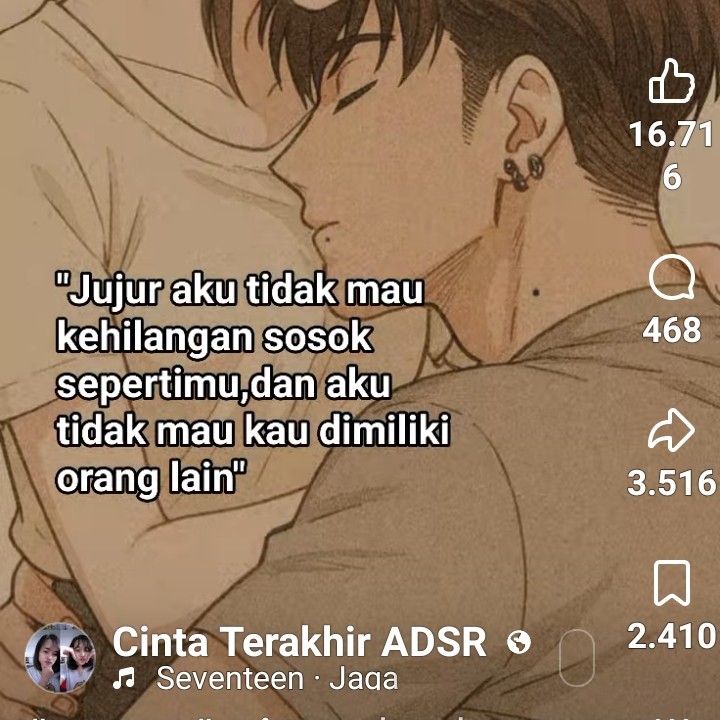 16.71
6
468
3.516
2.410
"Jujur aku tidak mau
kehilangan sosok
sepertimu,dan aku
tidak mau kau dimiliki
orang lain"
Cinta Terakhir ADSR
Seventeen · Jaga